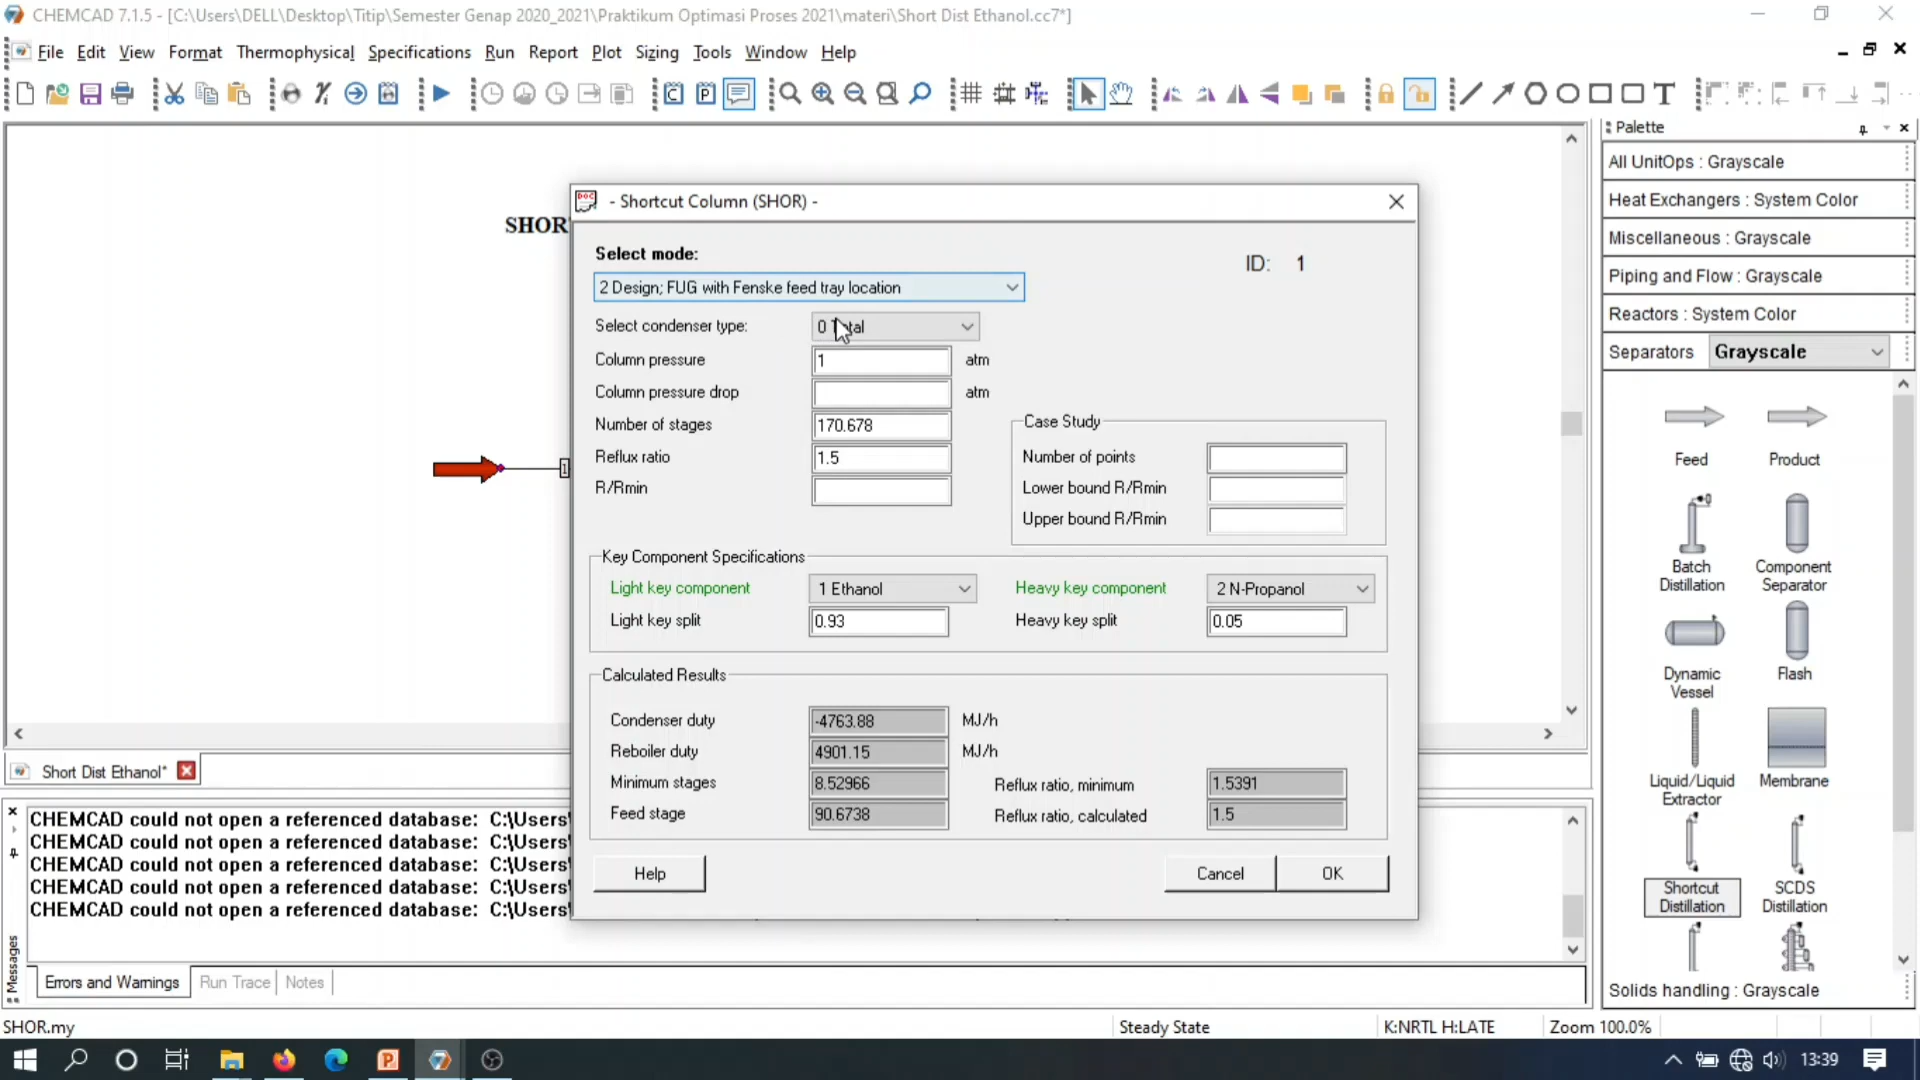 CHEMCAD 7.1.5 - [C:\Users\DELL\Desktop\Titip\Semester Genap 2020_2021\Praktikum Optimasi Proses 2021\materi\Short Dist Ethanol.cc7*]
File Edit View Format Thermophysical Specifications Run Report Plot Sizing Tools Window Help
Palette
All UnitOps : Grayscale
Heat Exchangers : System Color
Miscellaneous : Grayscale
Piping and Flow : Grayscale
Reactors : System Color
Separators Grayscale
Feed Product
Batch Distillation
Component Separator
Dynamic Vessel
Flash
Liquid/Liquid Extractor
Membrane
Shortcut Distillation
SCDS Distillation
Solids handling : Grayscale
SHOR
1
- Shortcut Column (SHOR) -
Select mode:
ID: 1
2 Design; FUG with Fenske feed tray location
Select condenser type:
Column pressure 1 atm
Column pressure drop atm
Number of stages 170.678
Reflux ratio 1.5
R/Rmin
Case Study
Number of points
Lower bound R/Rmin
Upper bound R/Rmin
Key Component Specifications
Light key component 1 Ethanol Heavy key component 2 N-Propanol
Light key split 0.93 Heavy key split 0.05
Calculated Results
Condenser duty -4763.88 MJ/h
Reboiler duty 4901.15 MJ/h
Minimum stages 8.52966 Reflux ratio, minimum 1.5391
Feed stage 90.6738 Reflux ratio, calculated 1.5
Help Cancel OK
Short Dist Ethanol*
CHEMCAD could not open a referenced database: C:\Users
CHEMCAD could not open a referenced database: C:\Users
CHEMCAD could not open a referenced database: C:\Users
CHEMCAD could not open a referenced database: C:\Users
CHEMCAD could not open a referenced database: C:\Users
Messages
Errors and Warnings Run Trace Notes
SHOR.my Steady State K:NRTL H:LATE Zoom 100.0%
13:39